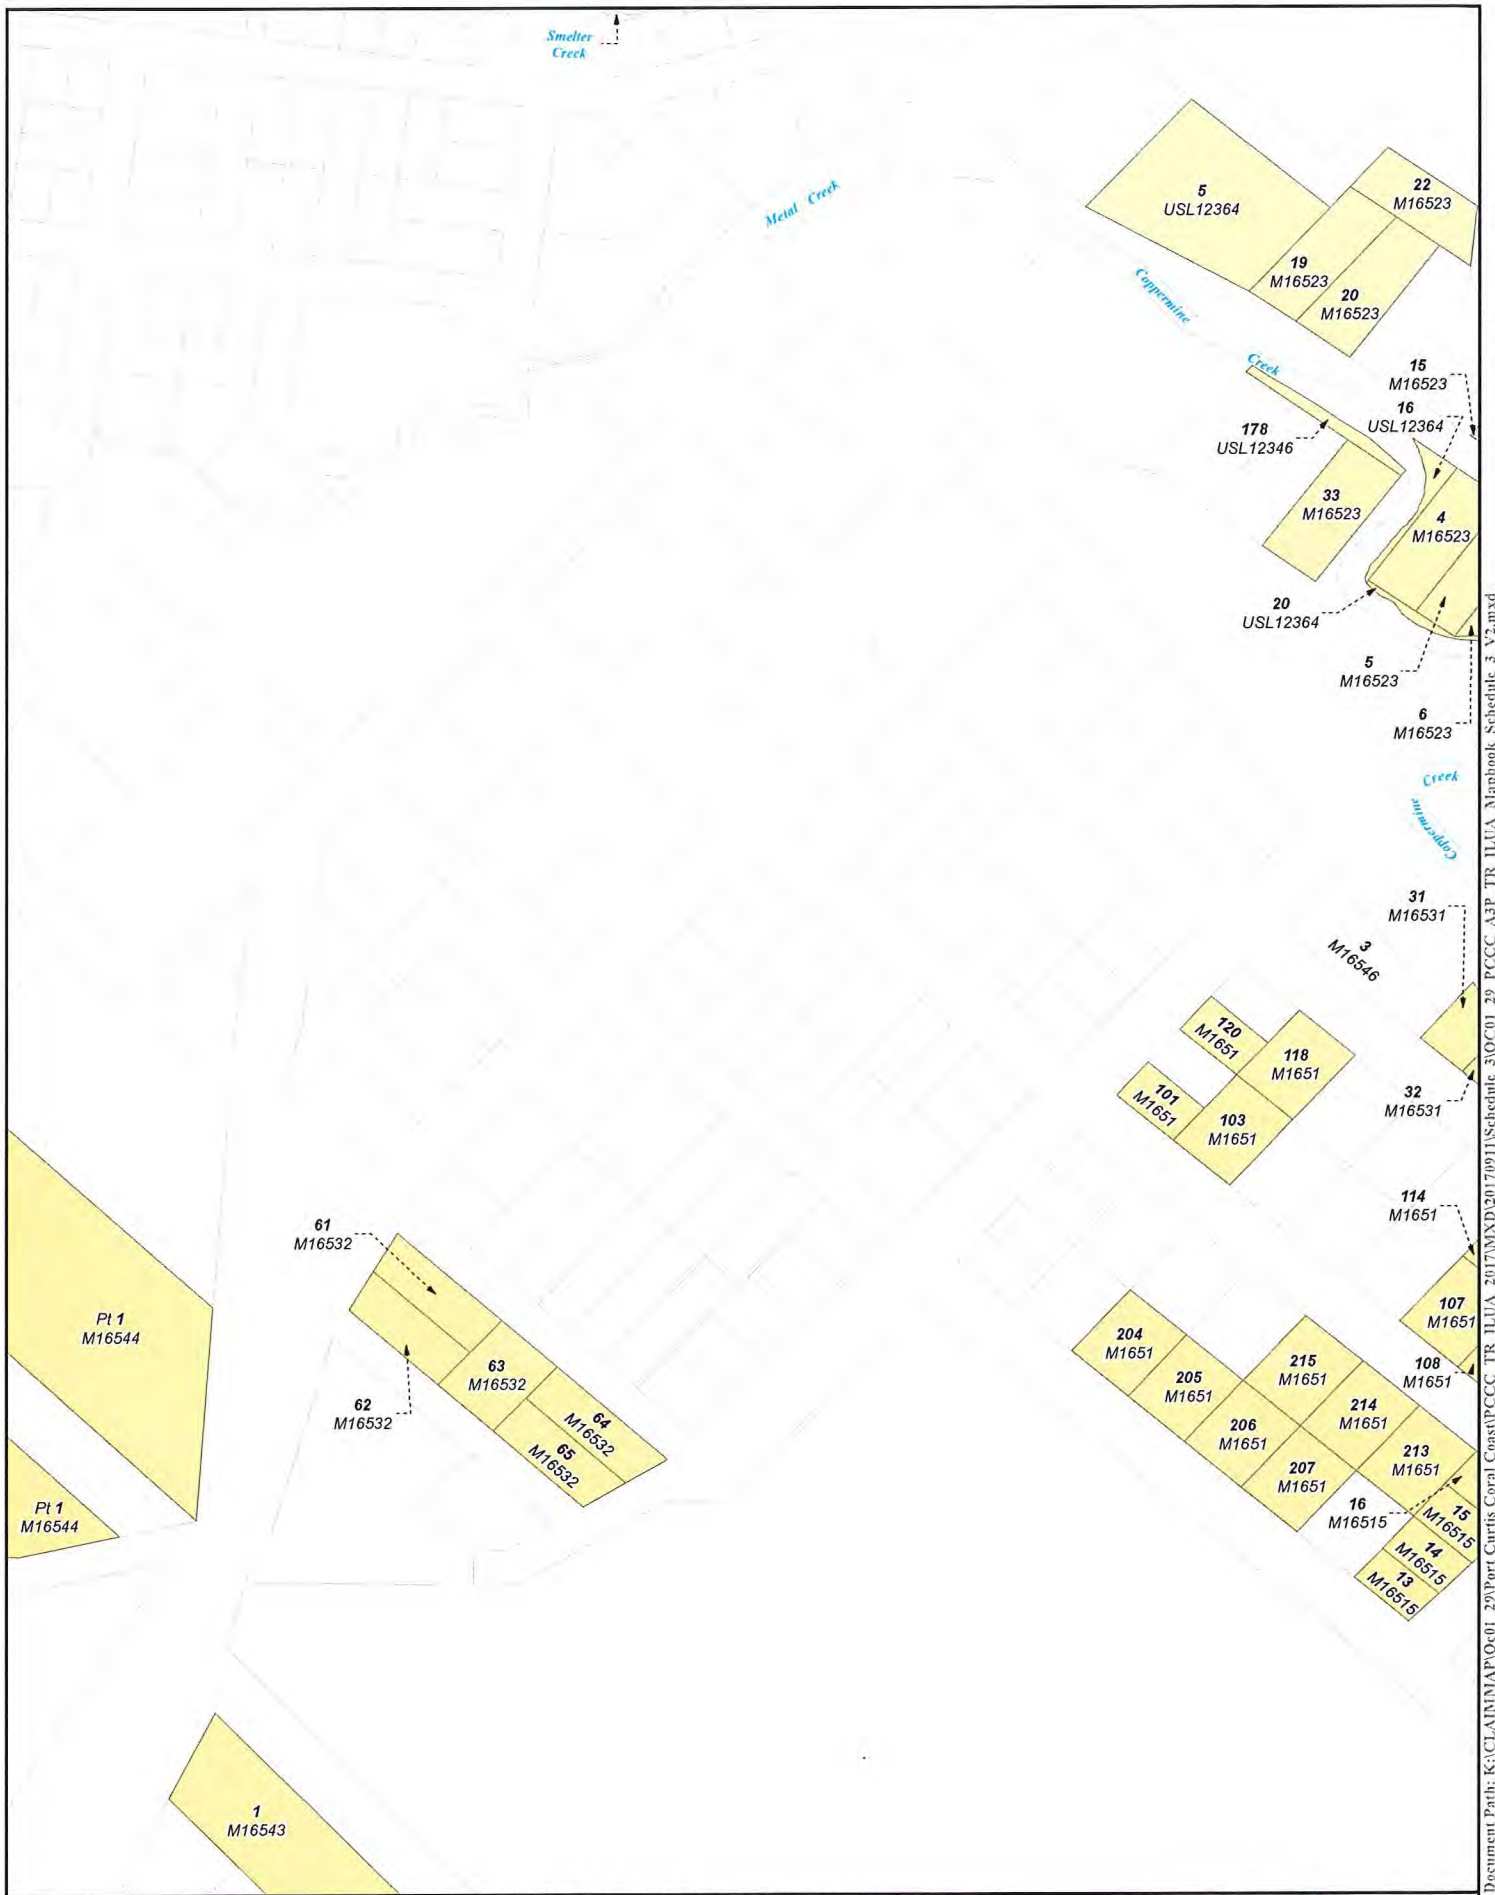 Smelter
Creek
Metal Creek
5
USL12364
22
M16523
19
M16523
20
M16523
Coppermine
Creek
15
M16523
16
USL12364
178
USL12346
33
M16523
4
M16523
20
USL12364
5
M16523
6
M16523
Creek
Coppermine
31
M16531
3
M16546
120
M1651
118
M1651
101
M1651
103
M1651
32
M16531
114
M1651
61
M16532
Pt 1
M16544
107
M1651
204
M1651
63
M16532
215
M1651
108
M1651
205
M1651
62
M16532
64
M16532
214
M1651
206
M1651
65
M16532
213
M1651
207
M1651
Pt 1
M16544
16
M16515
15
M16515
14
M16515
13
M16515
1
M16543
Document Path: K:\CLAIMMAP\Oc01_29\Port Curtis Coral Coast\PCCC_TR_ILUA_2017\MXD\20170911\Schedule_3\OC01_29_PCCC_A3P_TR_ILUA_Mapbook_Schedule_3_V2.mxd